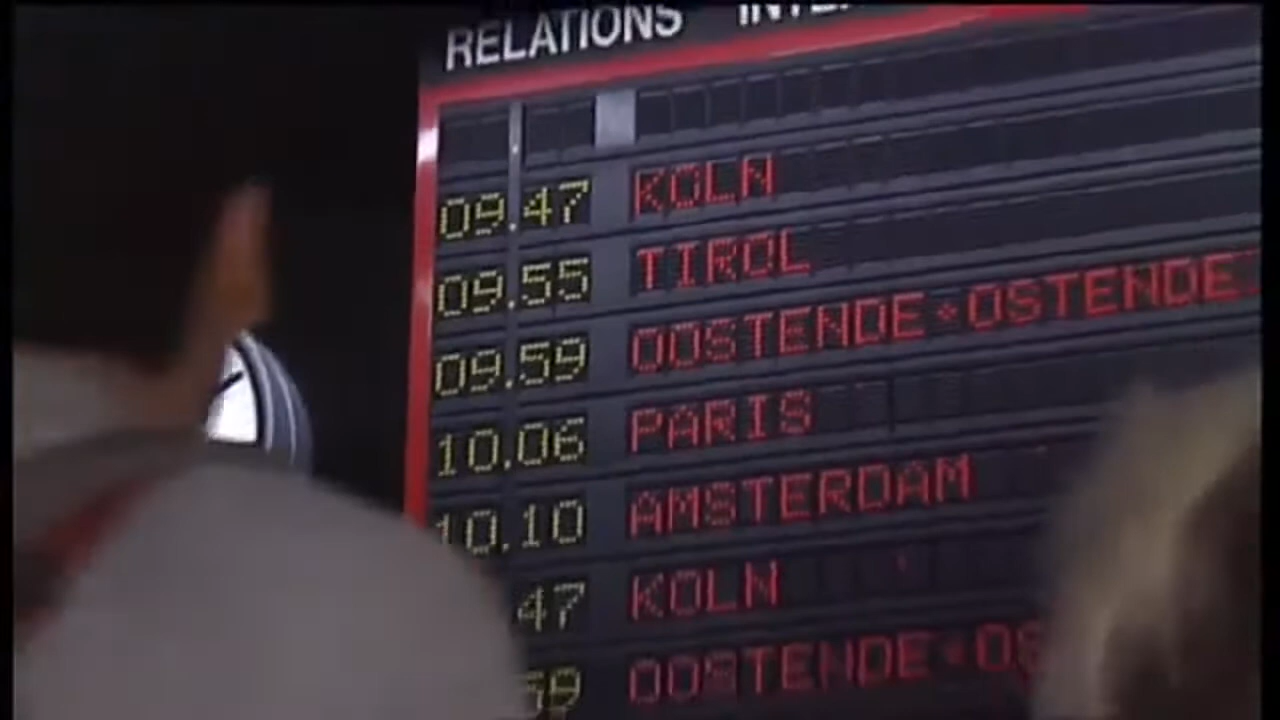 RELATIONS
09.47 KOLN
09.55 TIROL
09.59 OOSTENDE-OSTENDE
10.06 PARIS
10.10 AMSTERDAM
47 KOLN
59 OOSTENDE